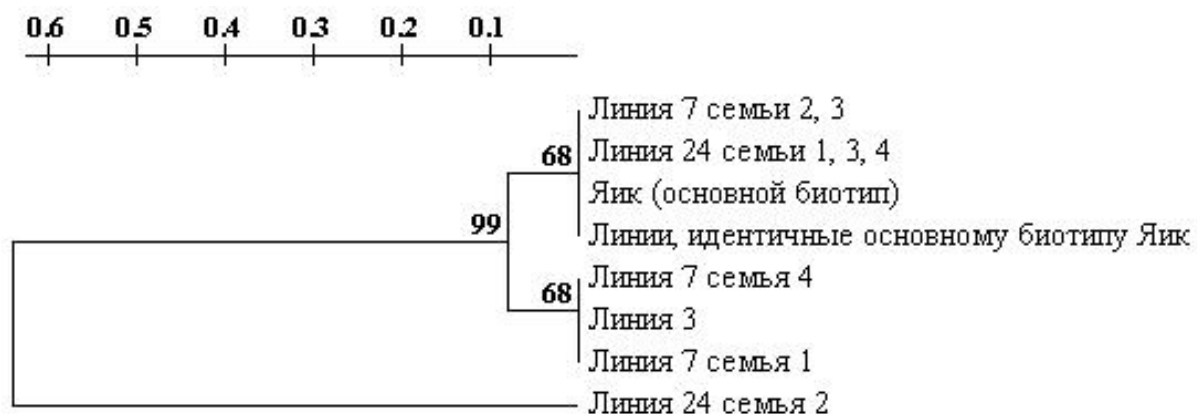 0.6 0.5 0.4 0.3 0.2 0.1
Линия 7 семьи 2, 3
68 Линия 24 семьи 1, 3, 4
Яик (основной биотип)
99 Линии, идентичные основному биотипу Яик
Линия 7 семья 4
68 Линия 3
Линия 7 семья 1
Линия 24 семья 2